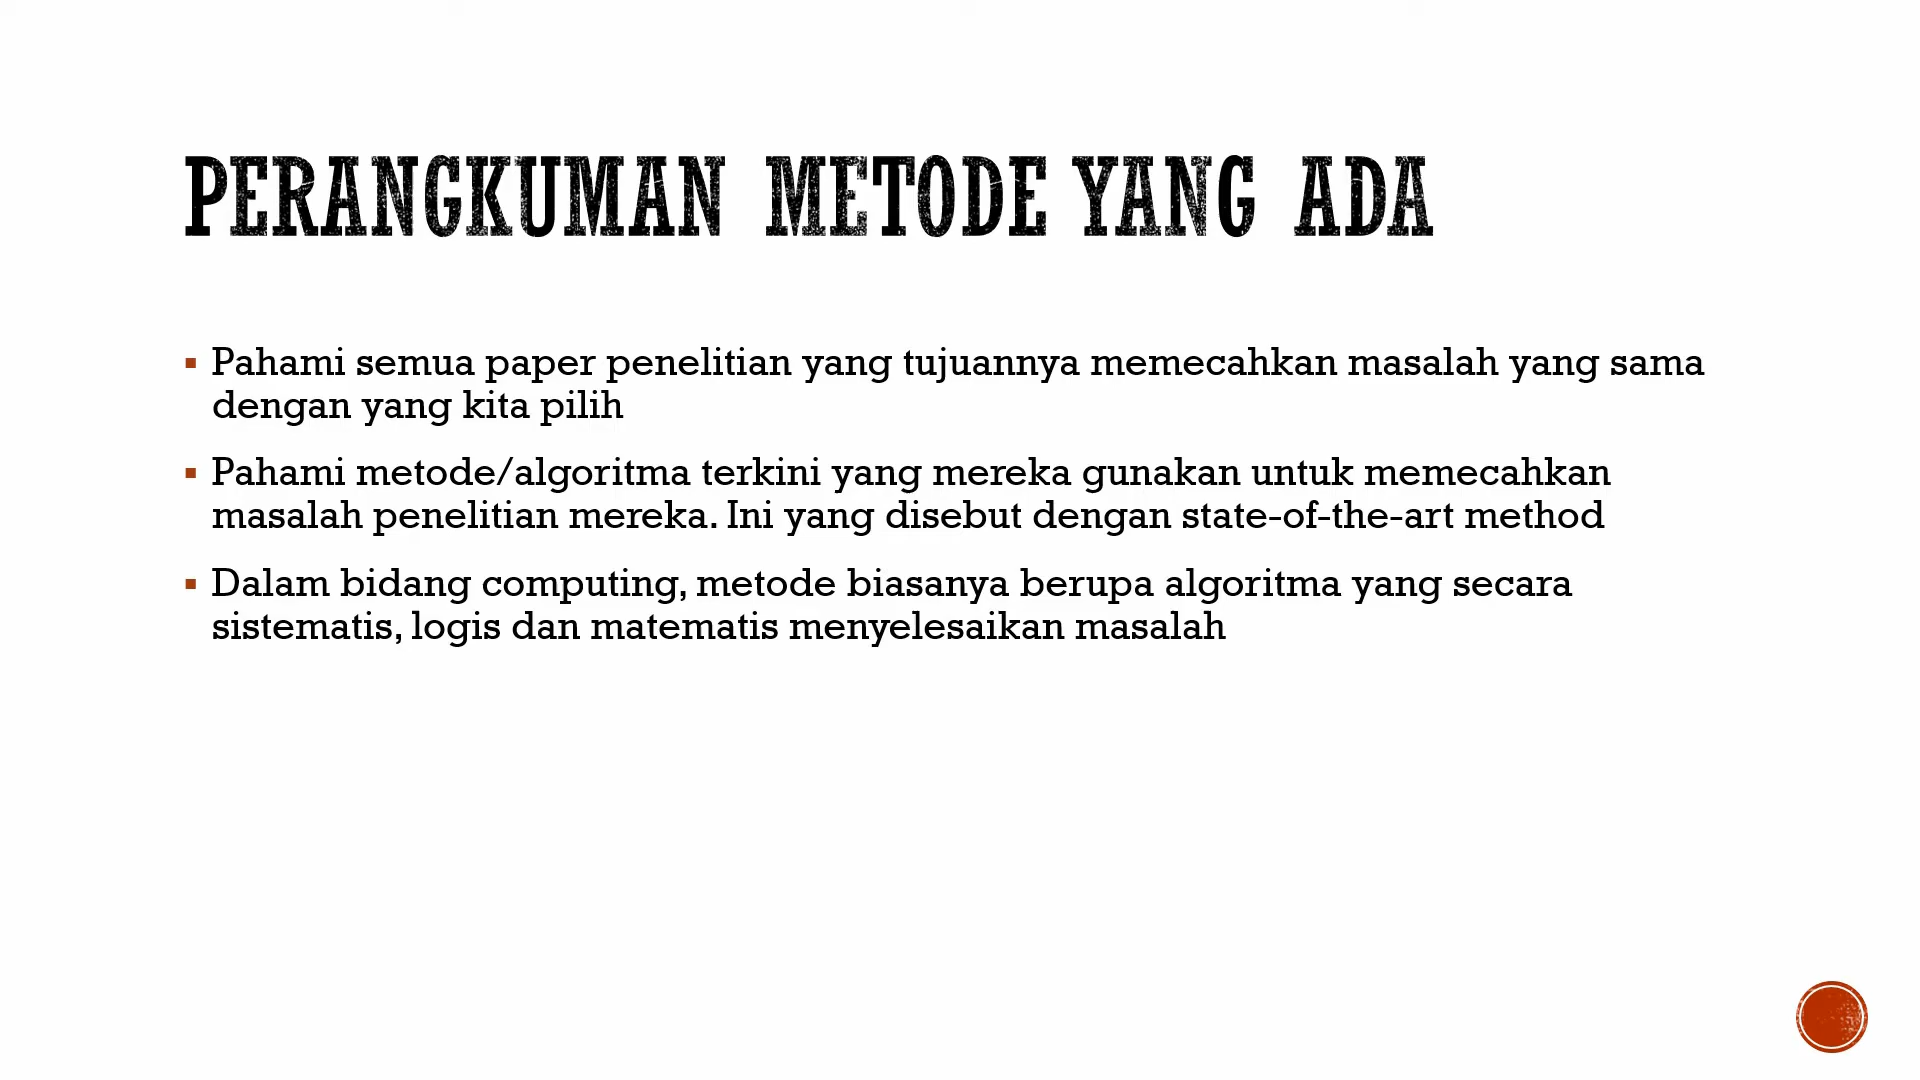 PERANGKUMAN METODE YANG ADA
▪ Pahami semua paper penelitian yang tujuannya memecahkan masalah yang sama
dengan yang kita pilih
▪ Pahami metode/algoritma terkini yang mereka gunakan untuk memecahkan
masalah penelitian mereka. Ini yang disebut dengan state-of-the-art method
▪ Dalam bidang computing, metode biasanya berupa algoritma yang secara
sistematis, logis dan matematis menyelesaikan masalah